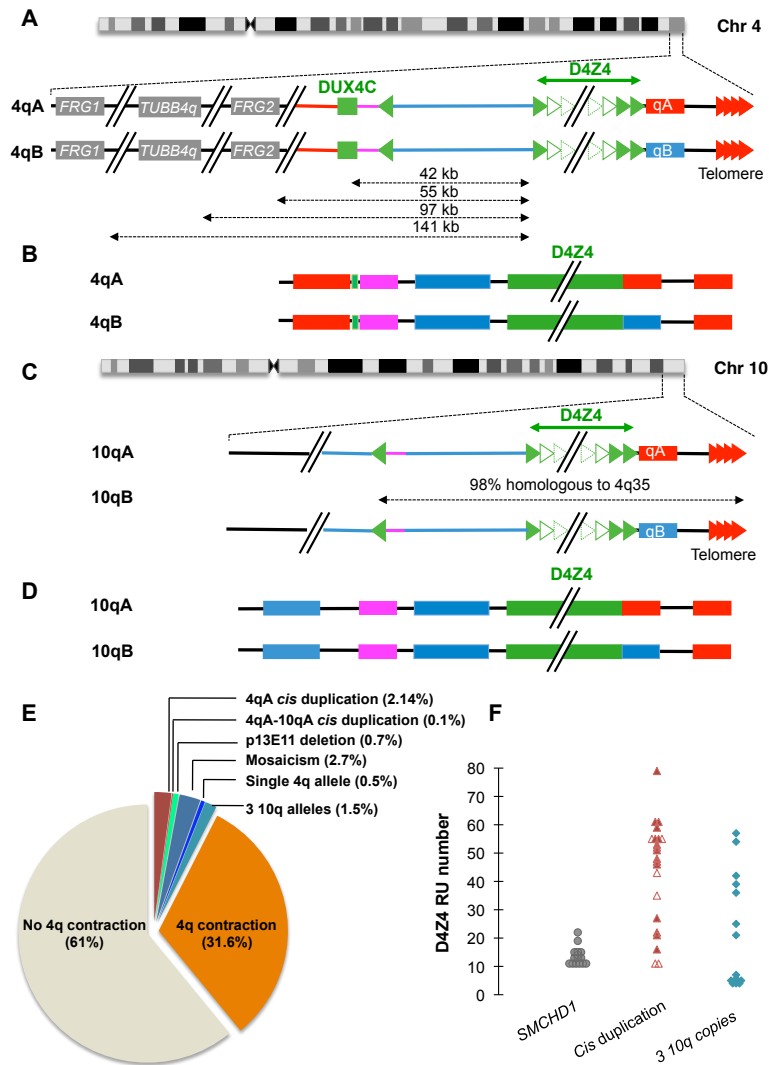 A
Chr 4
DUX4C
D4Z4
4qA
FRG1
TUBB4q
FRG2
qA
4qB
FRG1
TUBB4q
FRG2
qB
Telomere
42 kb
55 kb
97 kb
141 kb
B
D4Z4
4qA
4qB
C
Chr 10
D4Z4
10qA
qA
10qB
98% homologous to 4q35
qB
Telomere
D
D4Z4
10qA
10qB
E
4qA cis duplication (2.14%)
4qA-10qA cis duplication (0.1%)
p13E11 deletion (0.7%)
Mosaicism (2.7%)
Single 4q allele (0.5%)
3 10q alleles (1.5%)
No 4q contraction
(61%)
4q contraction
(31.6%)
F
D4Z4 RU number
80
70
60
50
40
30
20
10
0
SMCHD1
Cis duplication
3 10q copies